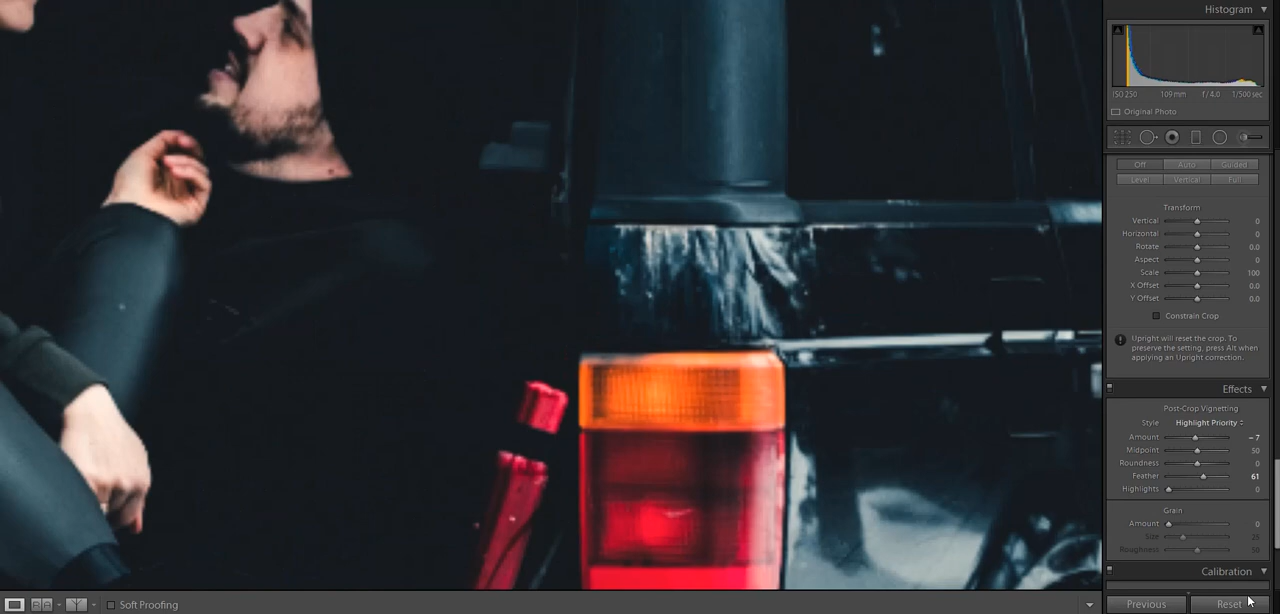 Histogram
ISO 250 109 mm f / 4.0 1/500 sec
Original Photo
Off Auto Guided
Level Vertical Full
Transform
Vertical 0
Horizontal 0
Rotate 0.0
Aspect 0
Scale 100
X Offset 0.0
Y Offset 0.0
Constrain Crop
Upright will reset the crop. To
preserve the setting, press Alt when
applying an Upright correction.
Effects
Post-Crop Vignetting
Style Highlight Priority
Amount – 7
Midpoint 50
Roundness 0
Feather 61
Highlights 0
Grain
Amount 0
Size 25
Roughness 50
Calibration
Soft Proofing
Previous Reset